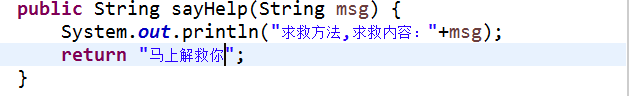 public String sayHelp(String msg) {
System.out.println("求救方法,求救内容："+msg);
return "马上解救你";
}